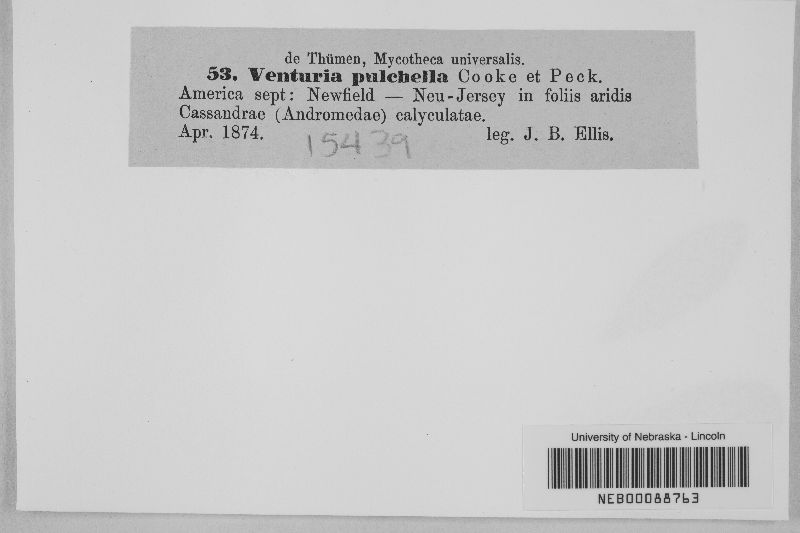 de Thümen, Mycotheca universalis.
53. Venturia pulchella Cooke et Peck.
America sept: Newfield — Neu-Jersey in foliis aridis
Cassandrae (Andromedae) calyculatae.
Apr. 1874. leg. J. B. Ellis.
15439
University of Nebraska - Lincoln
NEB00088763